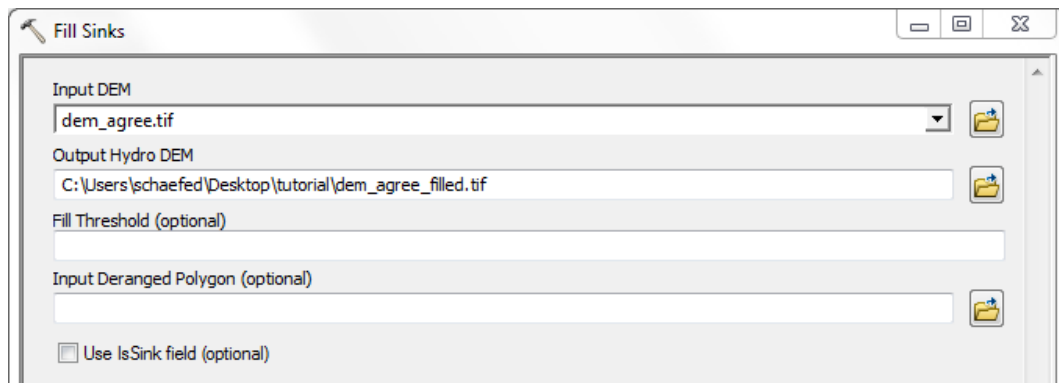 Fill Sinks
Input DEM
dem_agree.tif
Output Hydro DEM
C:\Users\schaefed\Desktop\tutorial\dem_agree_filled.tif
Fill Threshold (optional)
Input Deranged Polygon (optional)
Use IsSink field (optional)